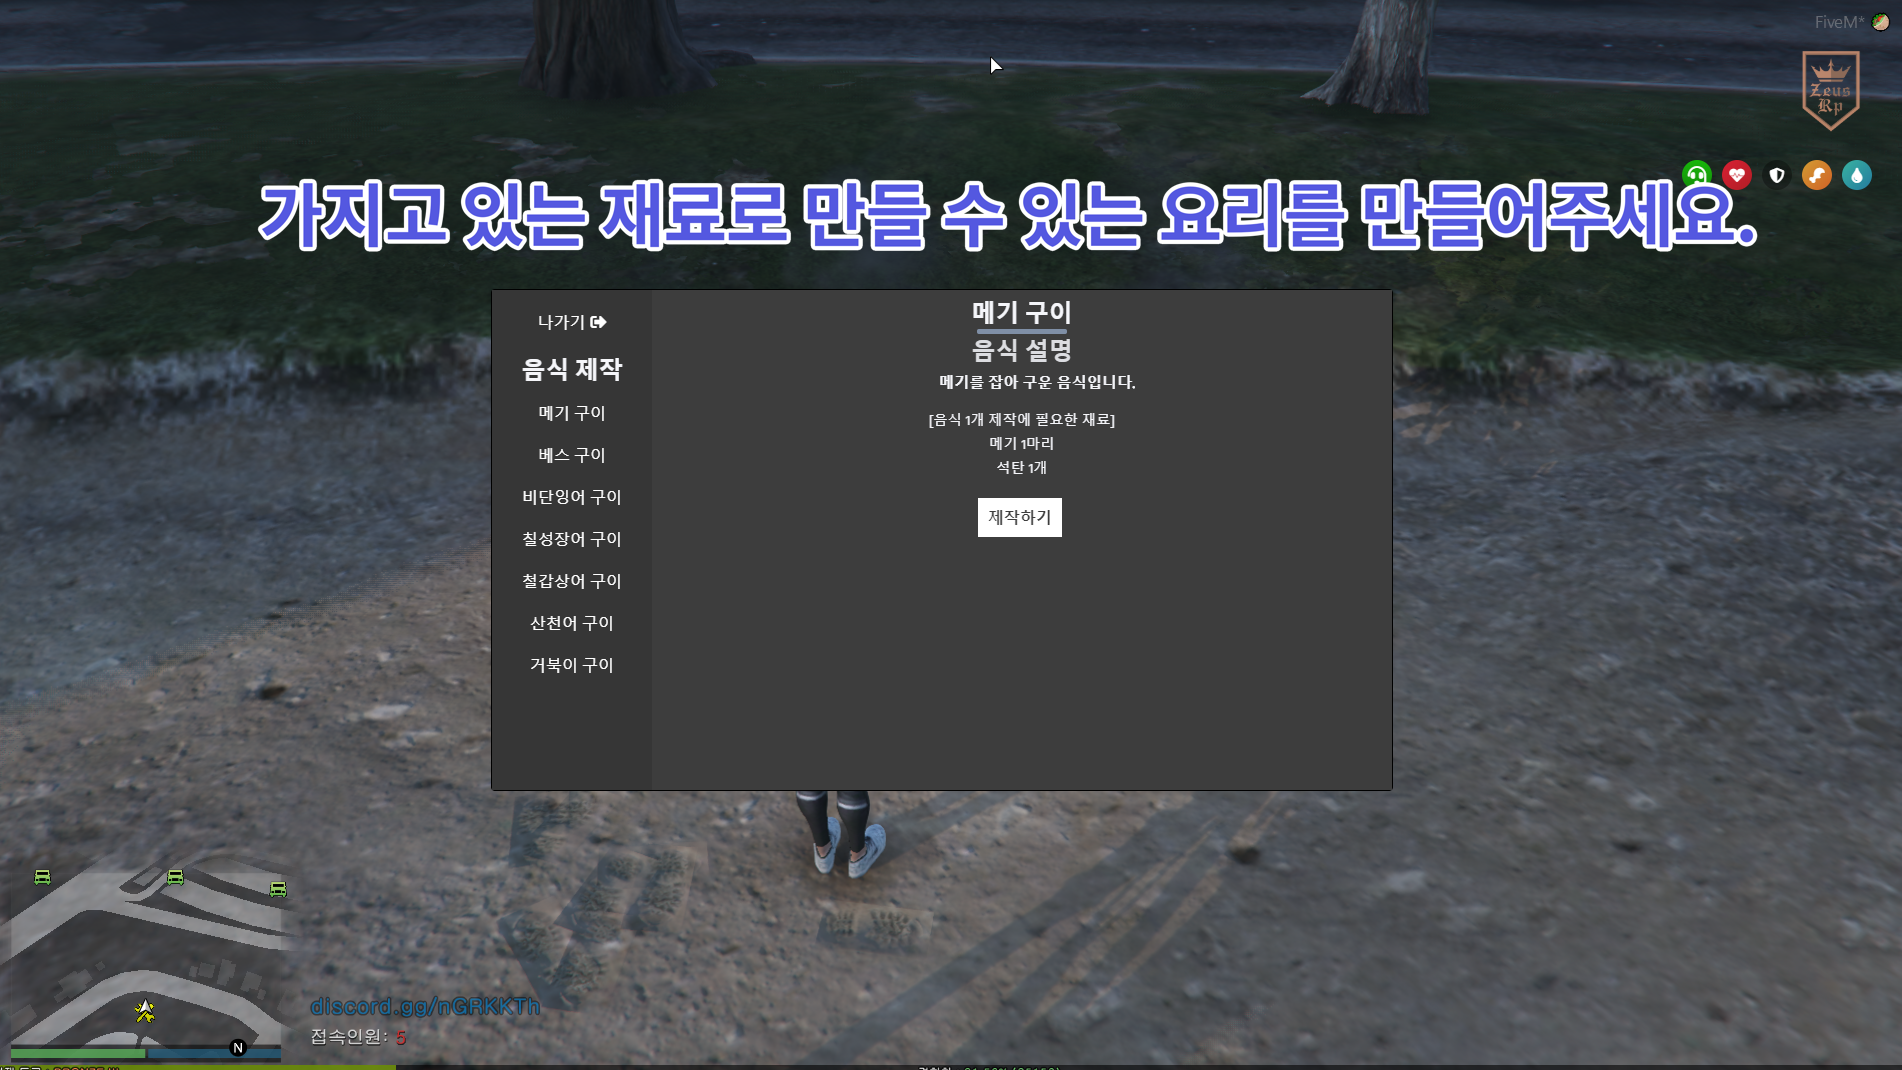 FiveM*
Zeus
Rp
가지고 있는 재료로 만들 수 있는 요리를 만들어주세요.
나가기
음식 제작
메기 구이
베스 구이
비단잉어 구이
칠성장어 구이
철갑상어 구이
산천어 구이
거북이 구이
메기 구이
음식 설명
메기를 잡아 구운 음식입니다.
[음식 1개 제작에 필요한 재료]
메기 1마리
석탄 1개
제작하기
discord.gg/nGRKKTh
접속인원: 5
N